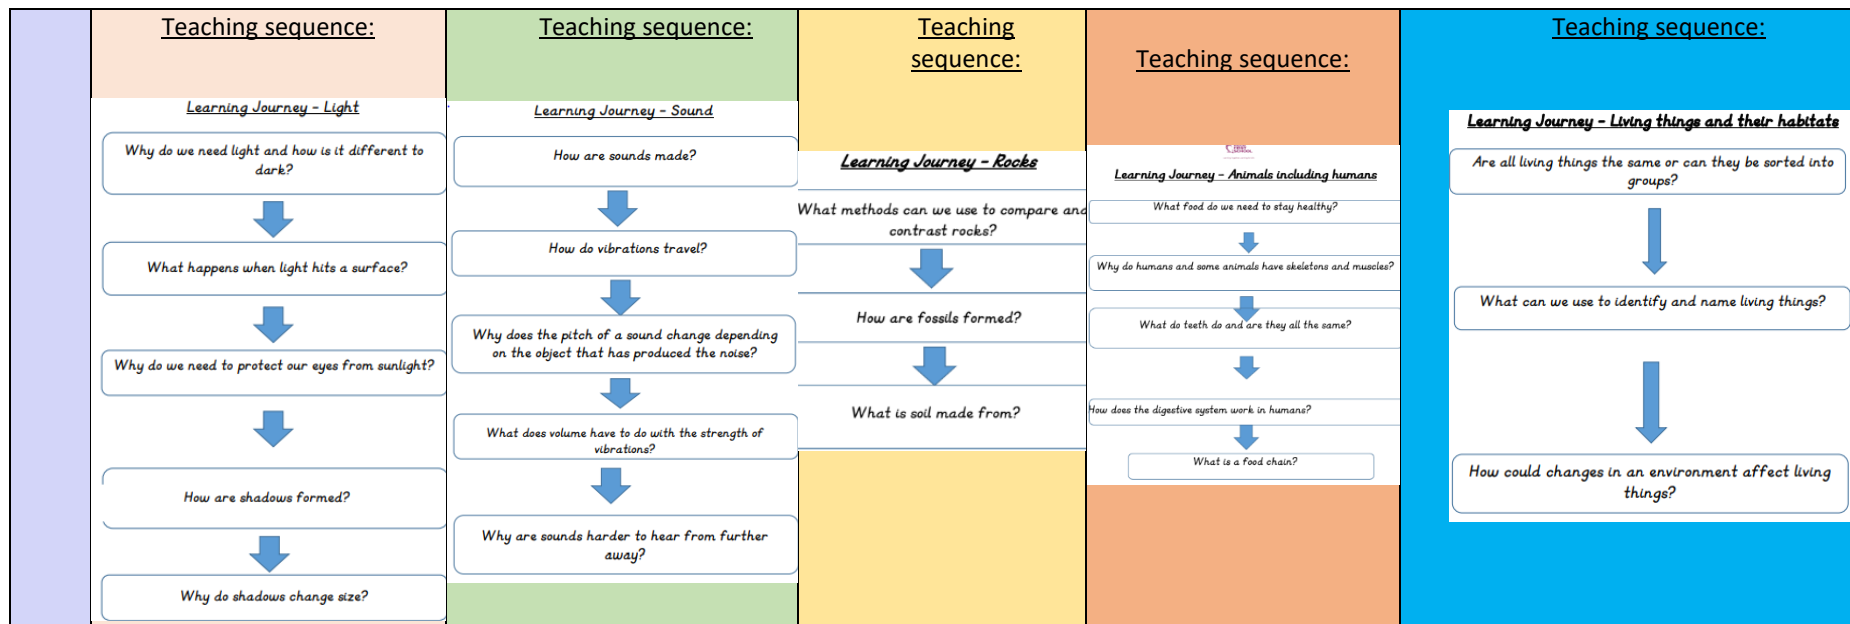 Teaching sequence:
Learning Journey - Light
Why do we need light and how is it different to
dark?
What happens when light hits a surface?
Why do we need to protect our eyes from sunlight?
How are shadows formed?
Why do shadows change size?
Teaching sequence:
Learning Journey - Sound
How are sounds made?
How do vibrations travel?
Why does the pitch of a sound change depending
on the object that has produced the noise?
What does volume have to do with the strength of
vibrations?
Why are sounds harder to hear from further
away?
Teaching
sequence:
Learning Journey - Rocks
What methods can we use to compare and
contrast rocks?
How are fossils formed?
What is soil made from?
Teaching sequence:
Learning Journey - Animals including humans
What food do we need to stay healthy?
Why do humans and some animals have skeletons and muscles?
What do teeth do and are they all the same?
How does the digestive system work in humans?
What is a food chain?
Teaching sequence:
Learning Journey - Living things and their habitats
Are all living things the same or can they be sorted into
groups?
What can we use to identify and name living things?
How could changes in an environment affect living
things?